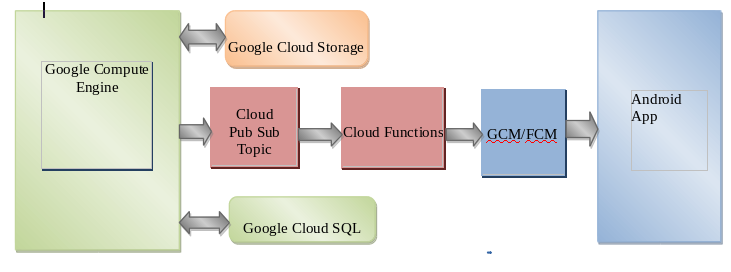 Google Compute
Engine
Google Cloud Storage
Cloud
Pub Sub
Topic
Cloud Functions
GCM/FCM
Android
App
Google Cloud SQL